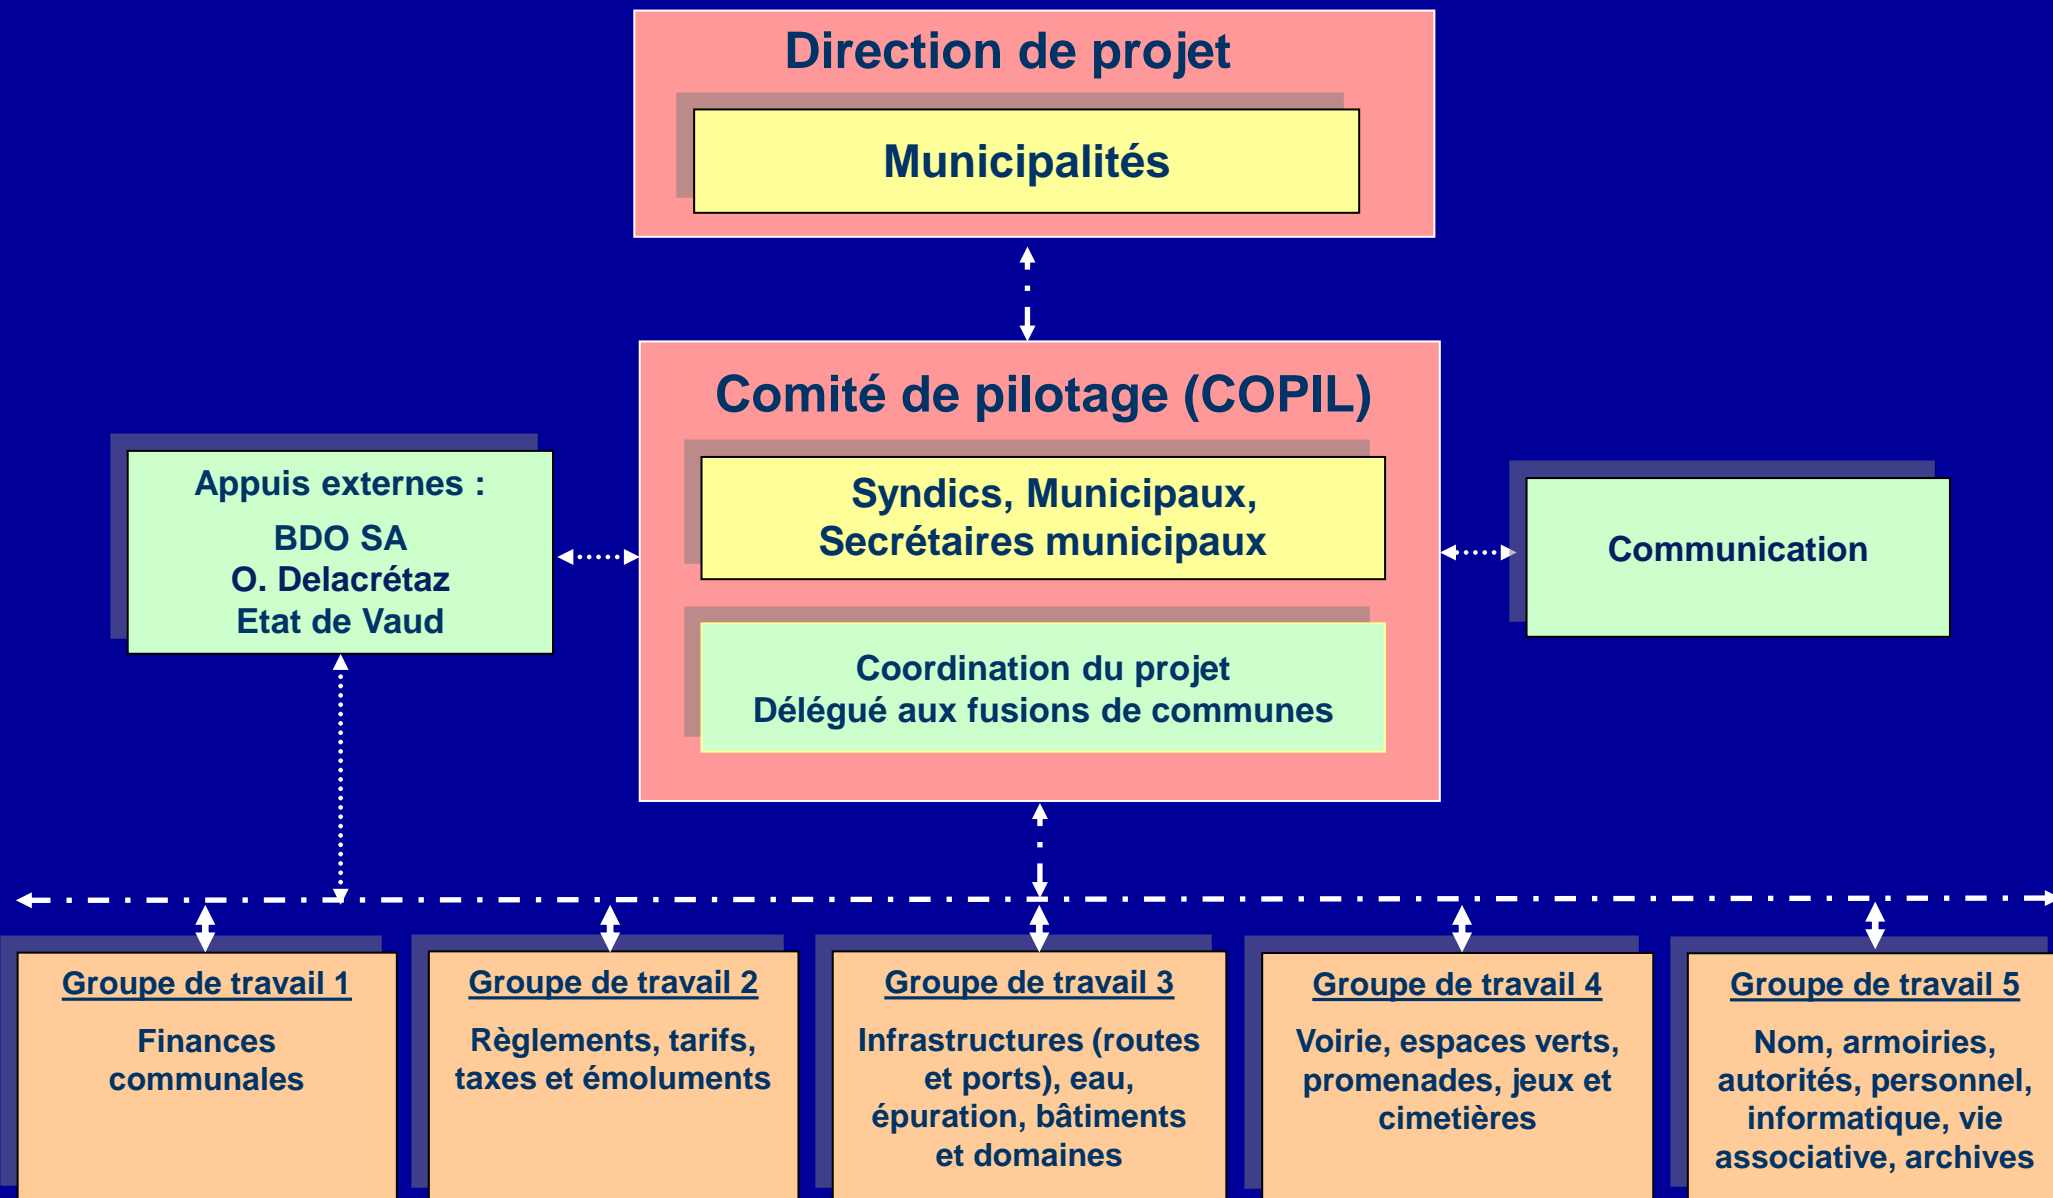 Direction de projet
Municipalités
Comité de pilotage (COPIL)
Syndics, Municipaux,
Secrétaires municipaux
Coordination du projet
Délégué aux fusions de communes
Appuis externes :
BDO SA
O. Delacrétaz
Etat de Vaud
Communication
Groupe de travail 1
Finances
communales
Groupe de travail 2
Règlements, tarifs,
taxes et émoluments
Groupe de travail 3
Infrastructures (routes
et ports), eau,
épuration, bâtiments
et domaines
Groupe de travail 4
Voirie, espaces verts,
promenades, jeux et
cimetières
Groupe de travail 5
Nom, armoiries,
autorités, personnel,
informatique, vie
associative, archives